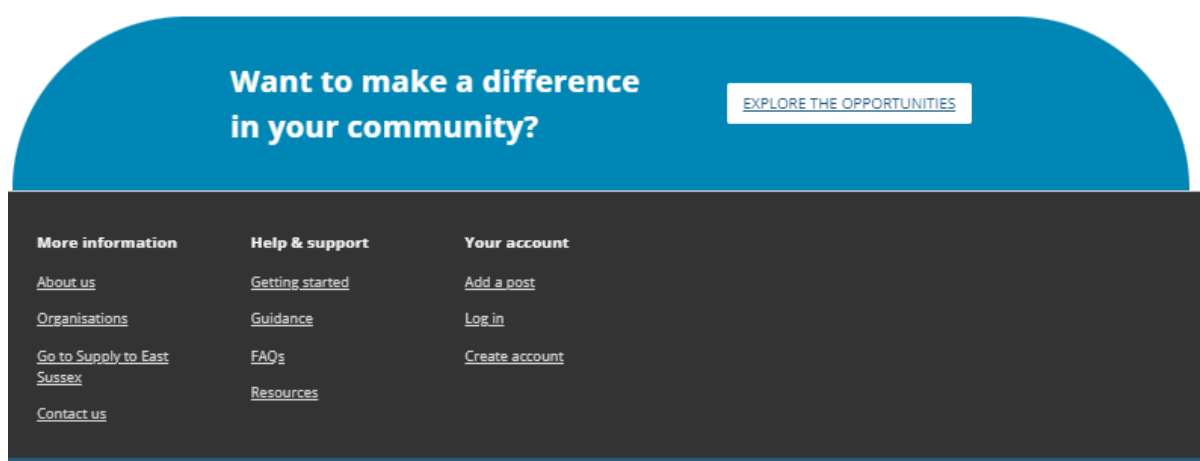 Want to make a difference
in your community?
EXPLORE THE OPPORTUNITIES
More information
About us
Organisations
Go to Supply to East
Sussex
Contact us
Help & support
Getting started
Guidance
FAQs
Resources
Your account
Add a post
Log in
Create account